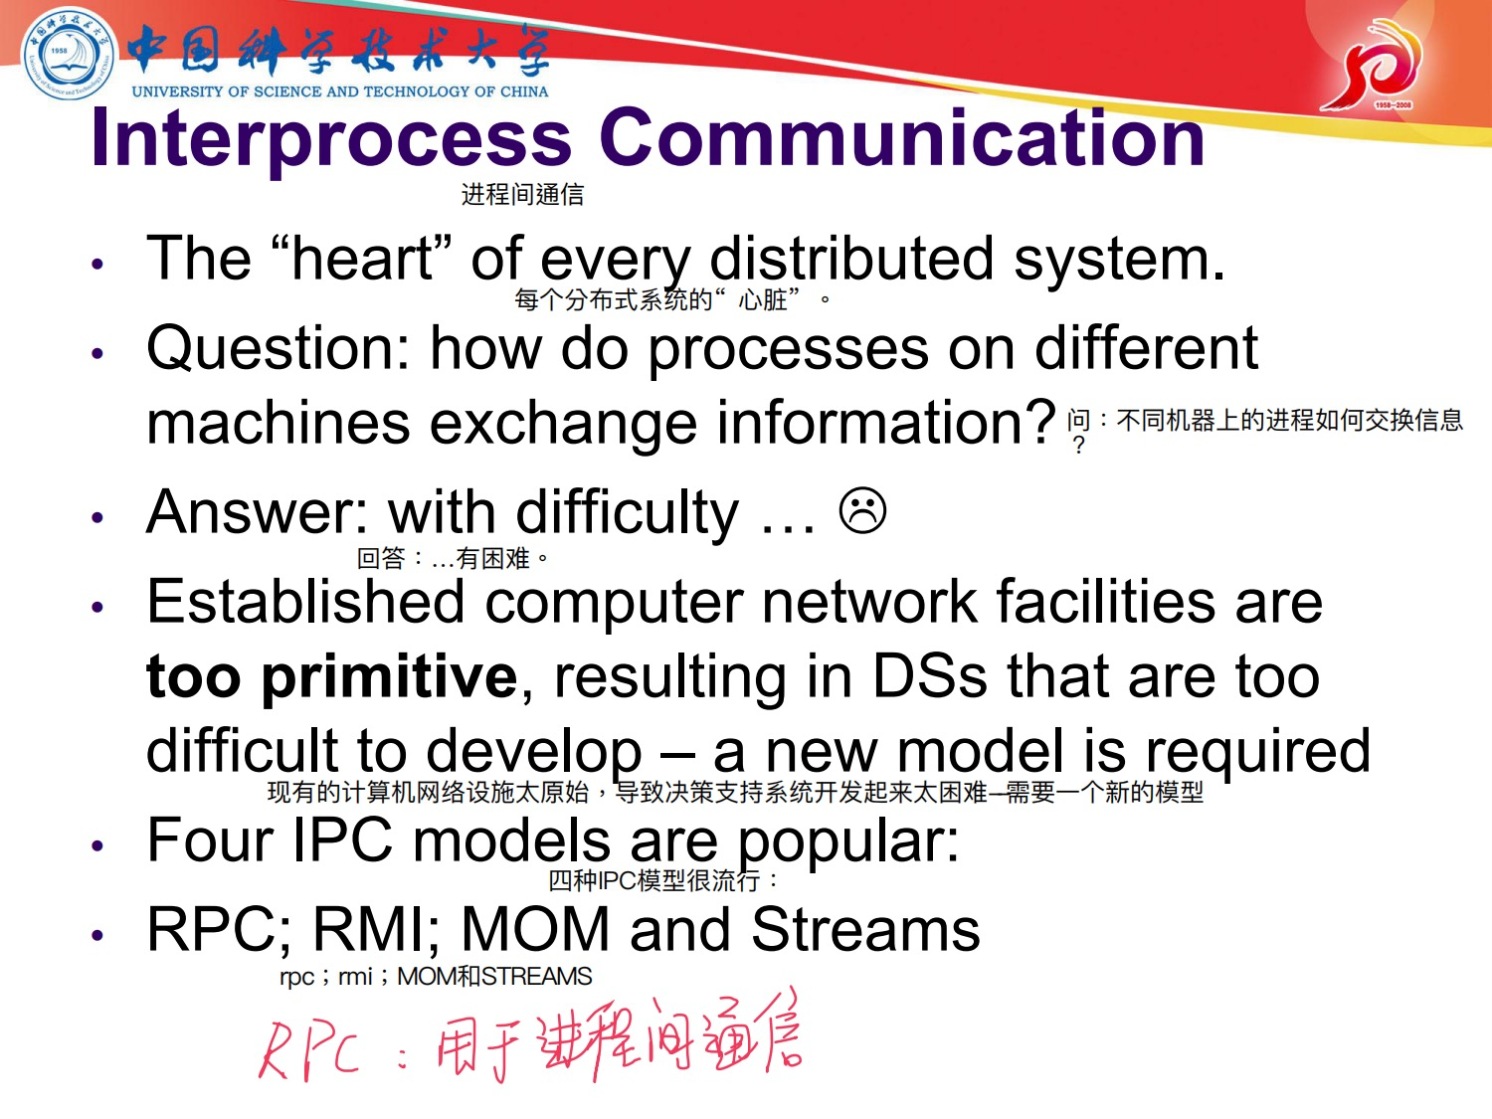 中国科学技术大学
UNIVERSITY OF SCIENCE AND TECHNOLOGY OF CHINA
1958
1958-2008
Interprocess Communication
进程间通信
• The “heart” of every distributed system.
每个分布式系统的“心脏”。
• Question: how do processes on different
machines exchange information?
问：不同机器上的进程如何交换信息
？
• Answer: with difficulty … ☹
回答：…有困难。
• Established computer network facilities are
too primitive, resulting in DSs that are too
difficult to develop – a new model is required
现有的计算机网络设施太原始，导致决策支持系统开发起来太困难—需要一个新的模型
• Four IPC models are popular:
四种IPC模型很流行：
• RPC; RMI; MOM and Streams
rpc；rmi；MOM和STREAMS
RPC：用于进程间通信